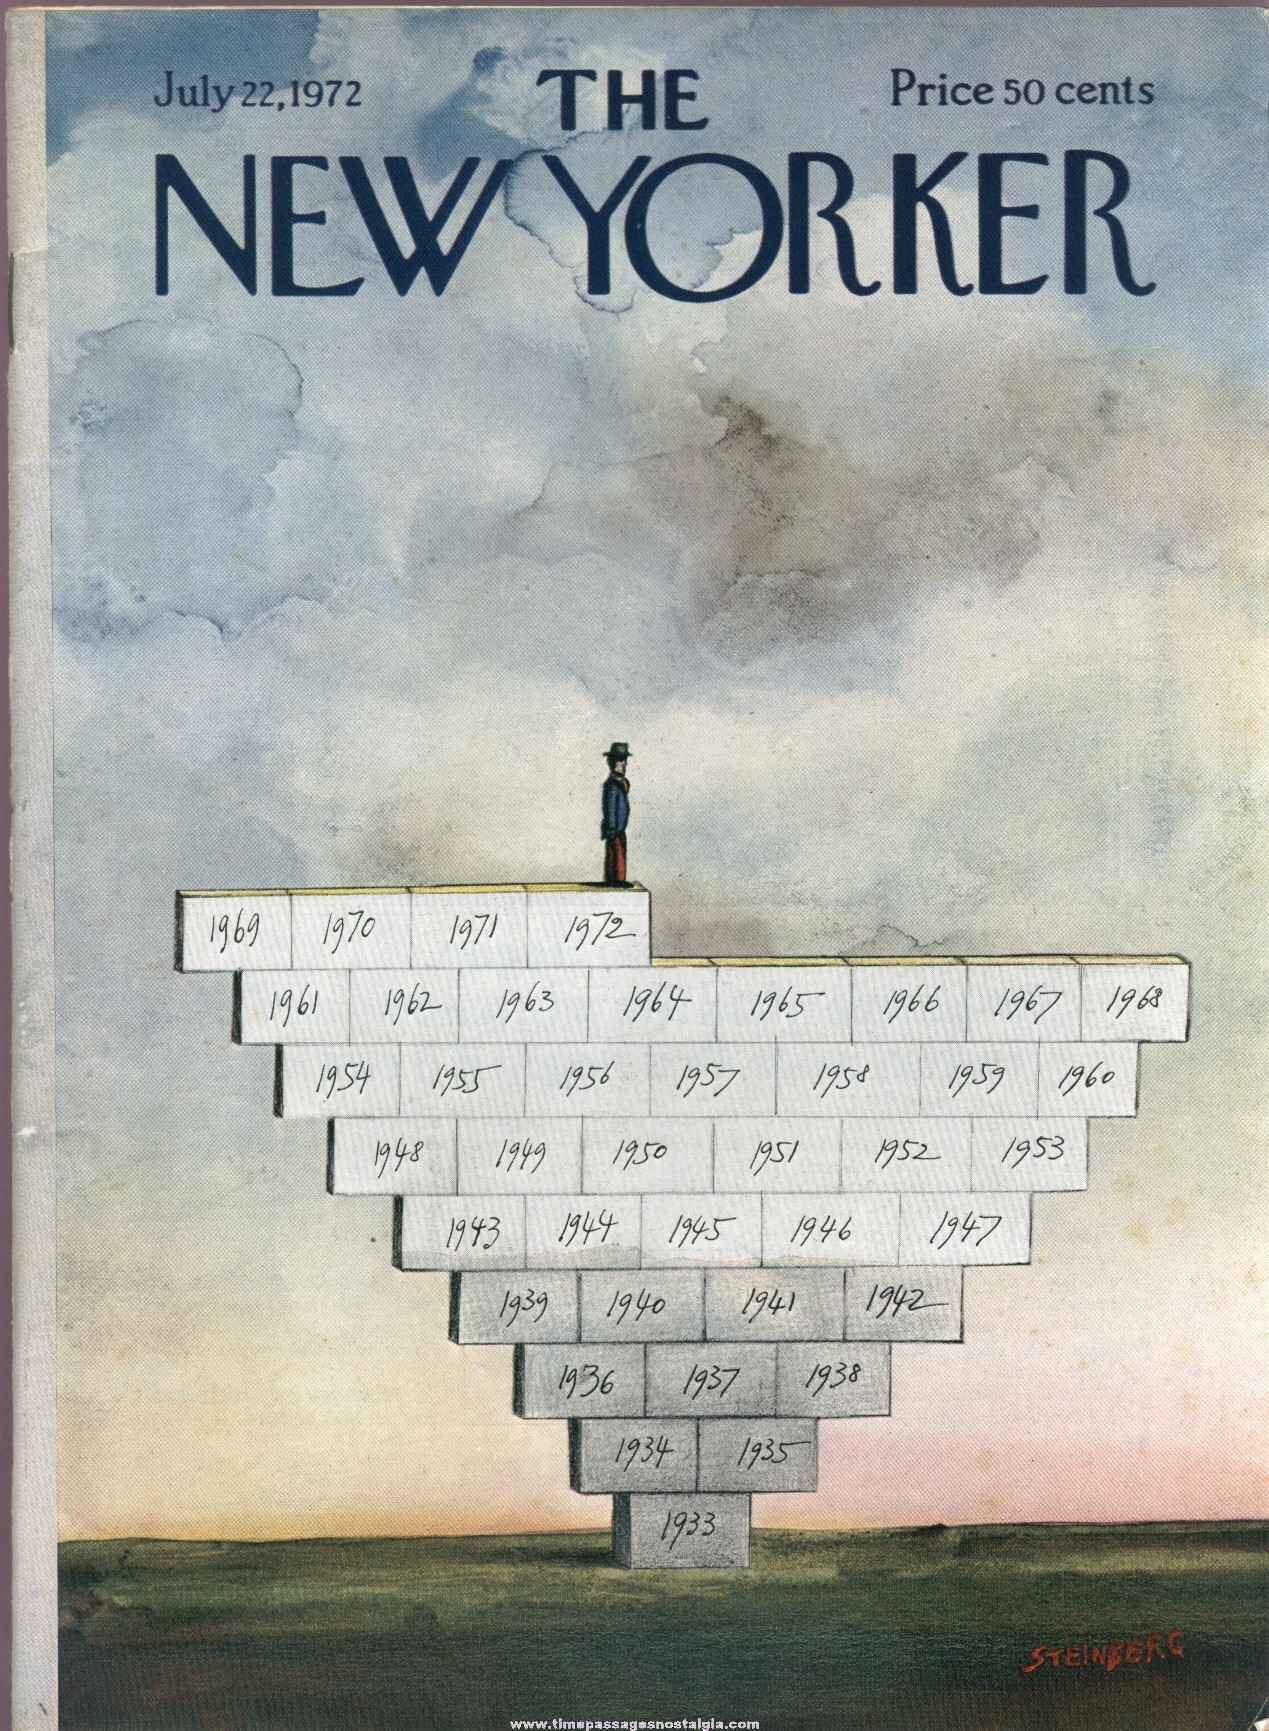 July 22, 1972
THE
Price 50 cents
NEW YORKER
1969 1970 1971 1972
1961 1962 1963 1964 1965 1966 1967 1968
1954 1955 1956 1957 1958 1959 1960
1948 1949 1950 1951 1952 1953
1943 1944 1945 1946 1947
1939 1940 1941 1942
1936 1937 1938
1934 1935
1933
STEINBERG
www.timepassagesnostalgia.com